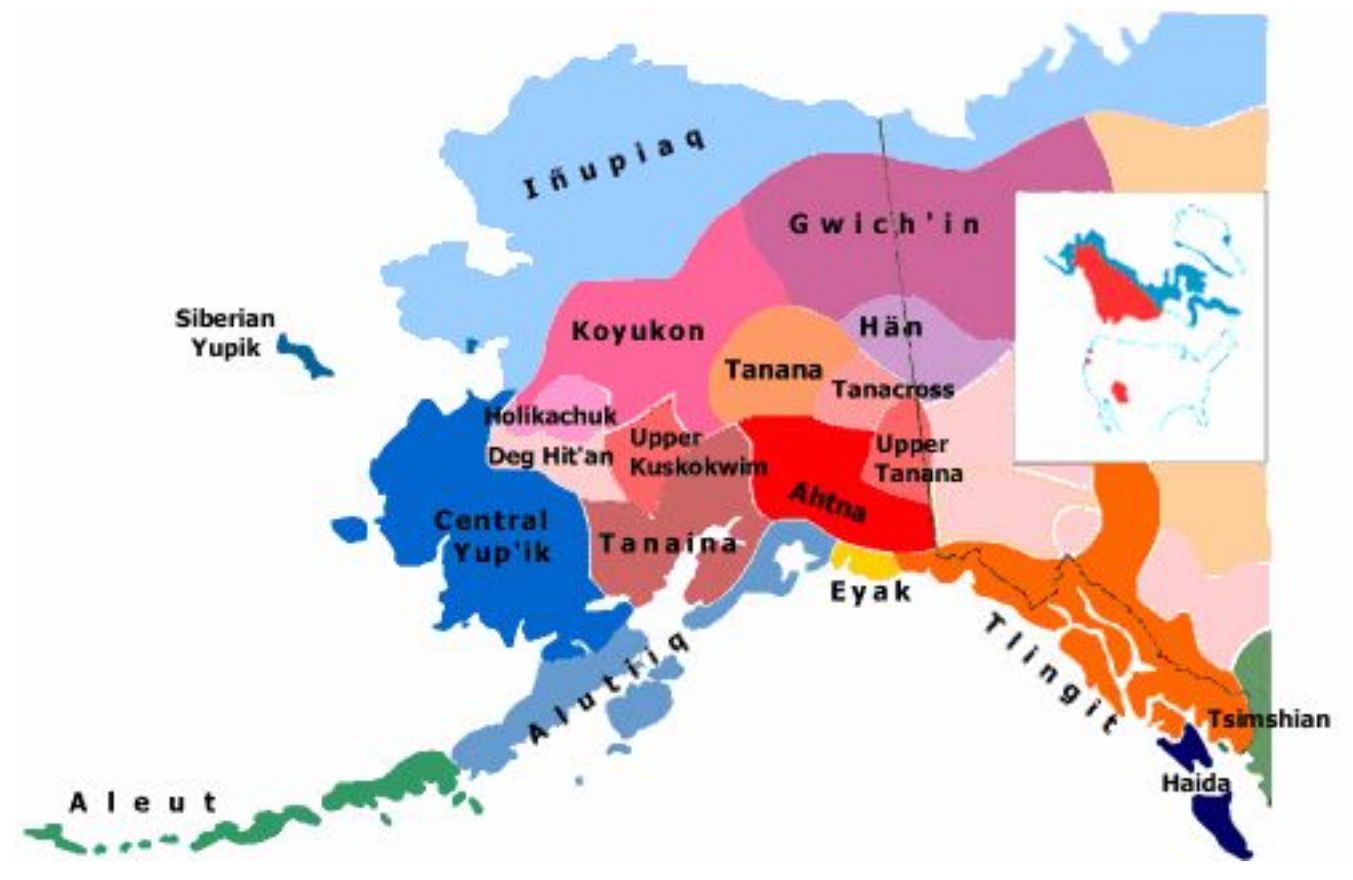 Iñupiaq
Gwich'in
Siberian
Yupik
Koyukon
Hän
Tanana
Tanacross
Holikachuk
Upper
Kuskokwim
Deg Hit'an
Upper
Tanana
Ahtna
Central
Yup'ik
Tanaina
Eyak
Alutiiq
Tlingit
Tsimshian
Haida
Aleut